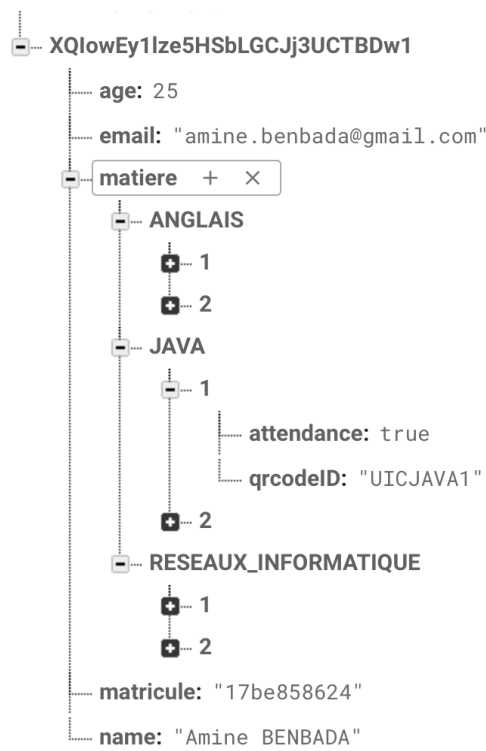 XQIowEy1lze5HSbLGCJj3UCTBDw1
age: 25
email: "amine.benbada@gmail.com"
matiere + ×
ANGLAIS
1
2
JAVA
1
attendance: true
qrcodeID: "UICJAVA1"
2
RESEAUX_INFORMATIQUE
1
2
matricule: "17be858624"
name: "Amine BENBADA"